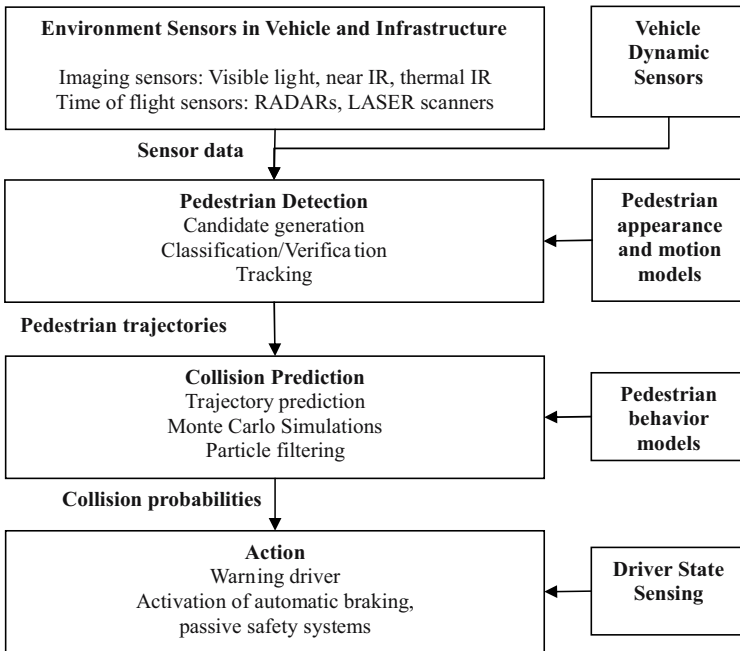 Environment Sensors in Vehicle and Infrastructure
Imaging sensors: Visible light, near IR, thermal IR
Time of flight sensors: RADARs, LASER scanners
Vehicle
Dynamic
Sensors
Sensor data
Pedestrian Detection
Candidate generation
Classification/Verification
Tracking
Pedestrian
appearance
and motion
models
Pedestrian trajectories
Collision Prediction
Trajectory prediction
Monte Carlo Simulations
Particle filtering
Pedestrian
behavior
models
Collision probabilities
Action
Warning driver
Activation of automatic braking,
passive safety systems
Driver State
Sensing